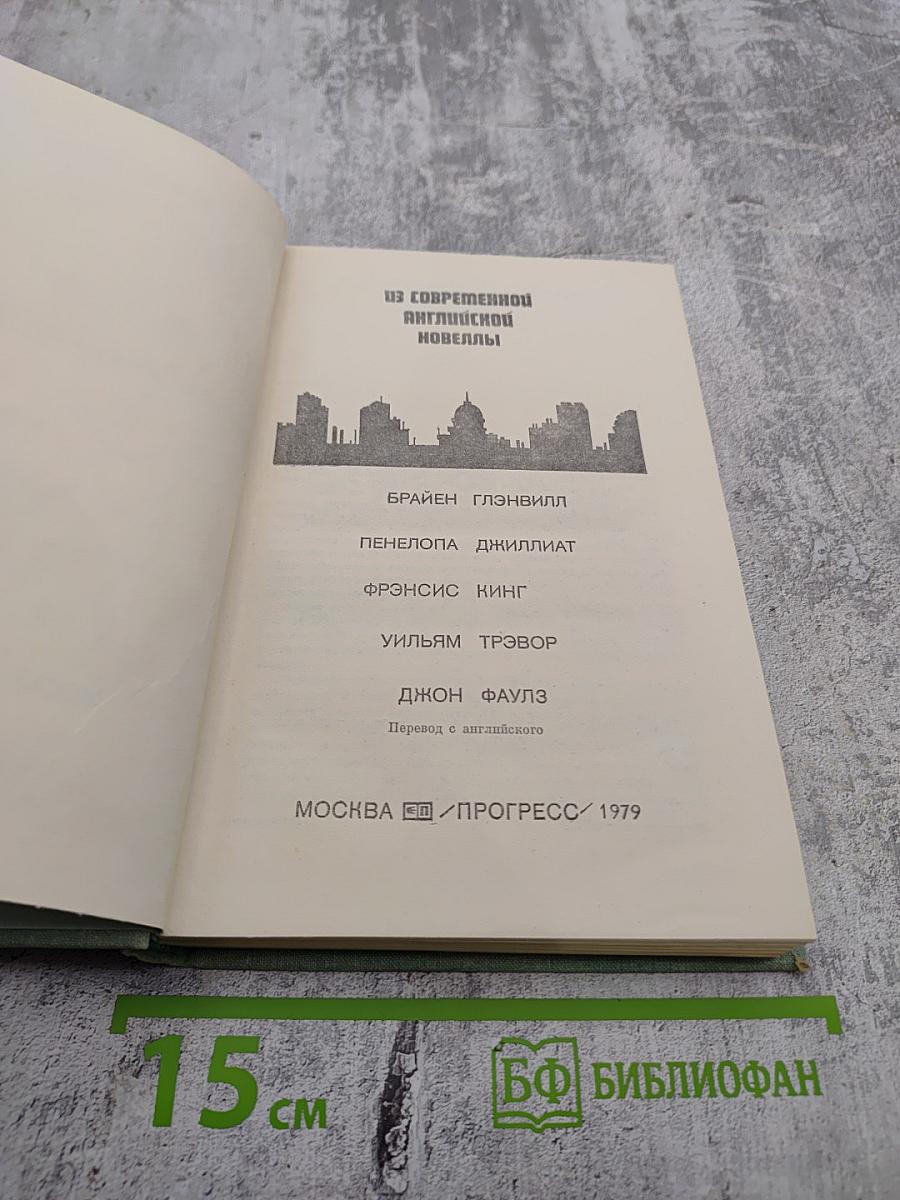 ИЗ СОВРЕМЕННОЙ
АНГЛИЙСКОЙ
НОВЕЛЛЫ
БРАЙЕН ГЛЭНВИЛЛ
ПЕНЕЛОПА ДЖИЛЛИАТ
ФРЭНСИС КИНГ
УИЛЬЯМ ТРЭВОР
ДЖОН ФАУЛЗ
Перевод с английского
МОСКВА /ПРОГРЕСС/ 1979
15 см
БФ БИБЛИОФАН